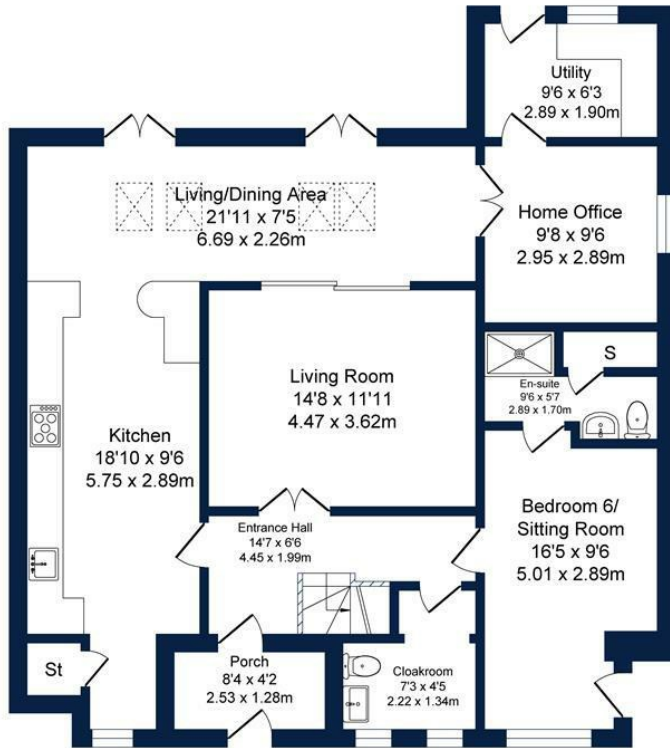 Utility
9'6 x 6'3
2.89 x 1.90m
Living/Dining Area
21'11 x 7'5
6.69 x 2.26m
Home Office
9'8 x 9'6
2.95 x 2.89m
Living Room
14'8 x 11'11
4.47 x 3.62m
S
En-suite
9'6 x 5'7
2.89 x 1.70m
Kitchen
18'10 x 9'6
5.75 x 2.89m
Entrance Hall
14'7 x 6'6
4.45 x 1.99m
Bedroom 6/
Sitting Room
16'5 x 9'6
5.01 x 2.89m
St
Porch
8'4 x 4'2
2.53 x 1.28m
Cloakroom
7'3 x 4'5
2.22 x 1.34m